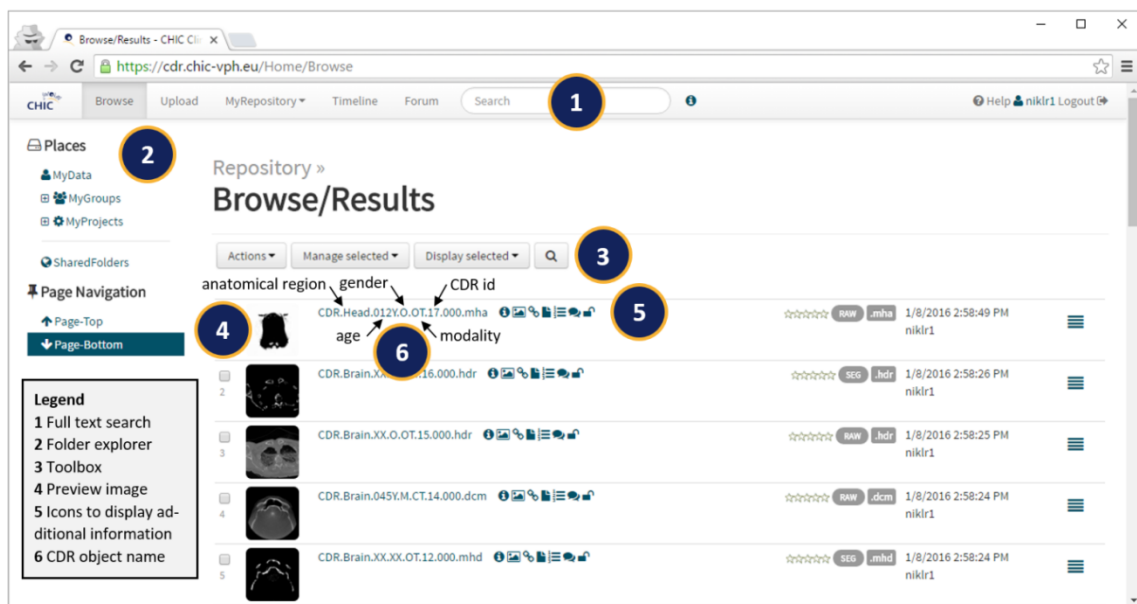 Browse/Results - CHIC Cli
https://cdr.chic-vph.eu/Home/Browse
CHIC Browse Upload MyRepository Timeline Forum Search 1 Help niklr1 Logout
Places
2
MyData
MyGroups
MyProjects
SharedFolders
Page Navigation
Page-Top
Page-Bottom
Legend
1 Full text search
2 Folder explorer
3 Toolbox
4 Preview image
5 Icons to display ad-
ditional information
6 CDR object name
Repository »
Browse/Results
Actions Manage selected Display selected 3
anatomical region gender CDR id
4 CDR.Head.012Y.O.OT.17.000.mha 5 RAW .mha 1/8/2016 2:58:49 PM
niklr1
age 6 modality
2 CDR.Brain.XX. .16.000.hdr SEG .hdr 1/8/2016 2:58:26 PM
niklr1
3 CDR.Brain.XX.O.OT.15.000.hdr RAW .hdr 1/8/2016 2:58:25 PM
niklr1
4 CDR.Brain.045Y.M.CT.14.000.dcm RAW .dcm 1/8/2016 2:58:24 PM
niklr1
5 CDR.Brain.XX.XX.OT.12.000.mhd SEG .mhd 1/8/2016 2:58:24 PM
niklr1